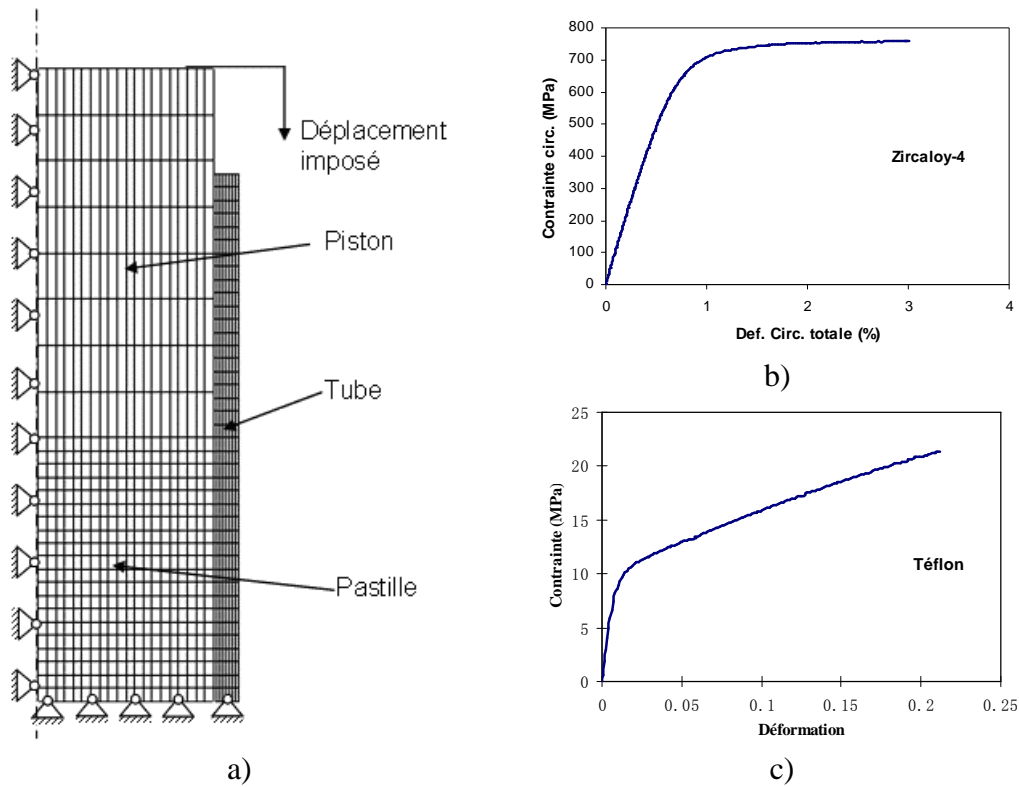 Déplacement
imposé
Piston
Tube
Pastille
a)
Contrainte circ. (MPa)
800
700
600
500
400
300
200
100
0
0 1 2 3 4
Def. Circ. totale (%)
Zircaloy-4
b)
Contrainte (MPa)
25
20
15
10
5
0
0 0.05 0.1 0.15 0.2 0.25
Déformation
Téflon
c)